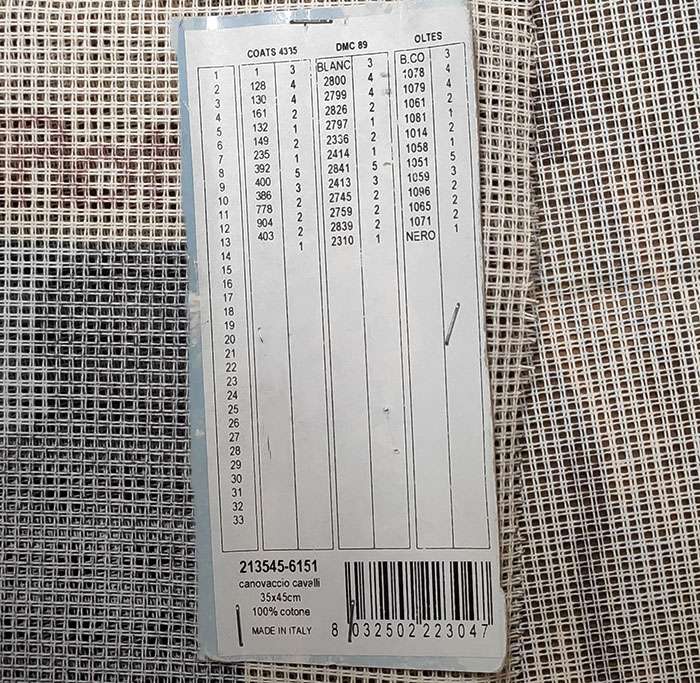 COATS 4335 DMC 89 OLTES
1 1 3 BLANC 3 B.CO 3
2 128 4 2800 4 1078 4
3 130 4 2799 4 1079 4
4 161 2 2826 2 1061 2
5 132 1 2797 1 1081 1
6 149 2 2336 2 1014 2
7 235 1 2414 1 1058 1
8 392 5 2841 5 1051 5
9 400 3 2413 3 1059 3
10 386 2 2745 2 1096 2
11 778 2 2759 2 1065 2
12 904 2 2839 2 1071 2
13 403 1 2310 1 NERO 1
14
15
16
17
18
19
20
21
22
23
24
25
26
27
28
29
30
31
32
33
213545-6151
canovaccio cavalli
35x45cm
100% cotone
MADE IN ITALY
8 032502 223047